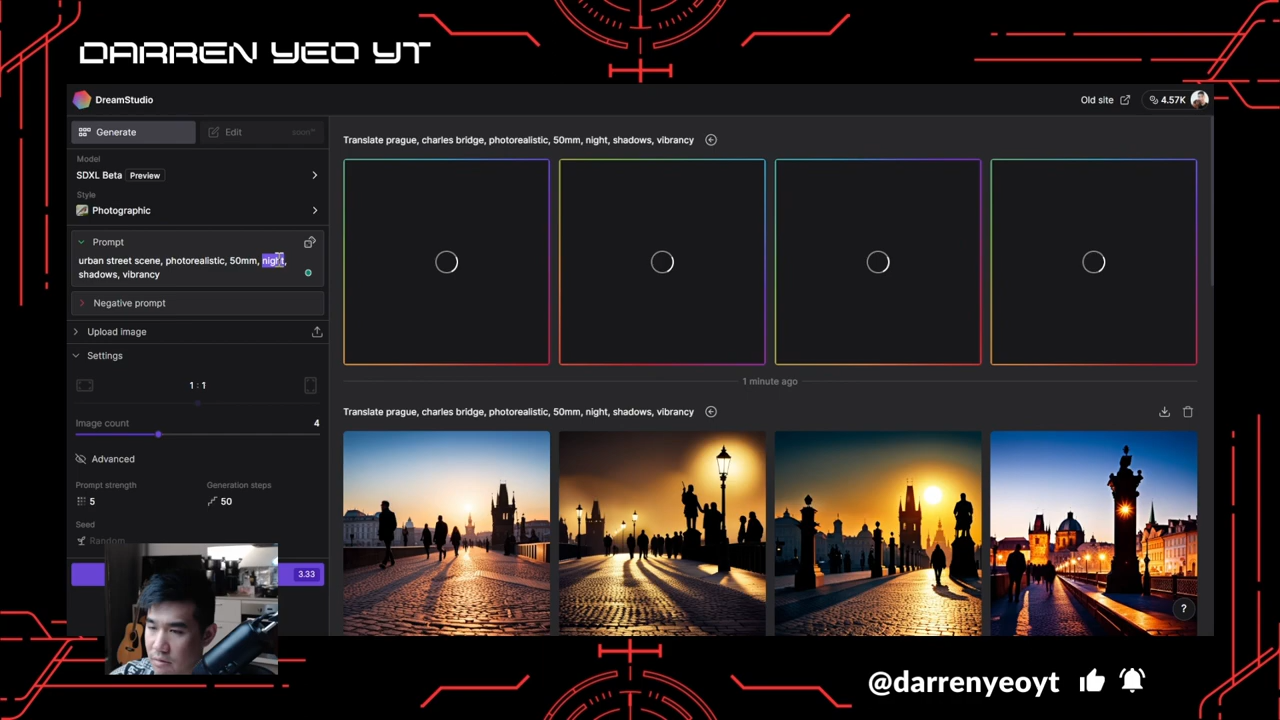 DARREN YEO YT
DreamStudio
Old site
4.57K
Generate
Edit
soon™
Model
SDXL Beta Preview
Style
Photographic
Prompt
urban street scene, photorealistic, 50mm, night,
shadows, vibrancy
Negative prompt
Upload image
Settings
1 : 1
Image count
4
Advanced
Prompt strength
Generation steps
5
50
Seed
Random
3.33
Translate prague, charles bridge, photorealistic, 50mm, night, shadows, vibrancy
1 minute ago
Translate prague, charles bridge, photorealistic, 50mm, night, shadows, vibrancy
?
@darrenyeoyt